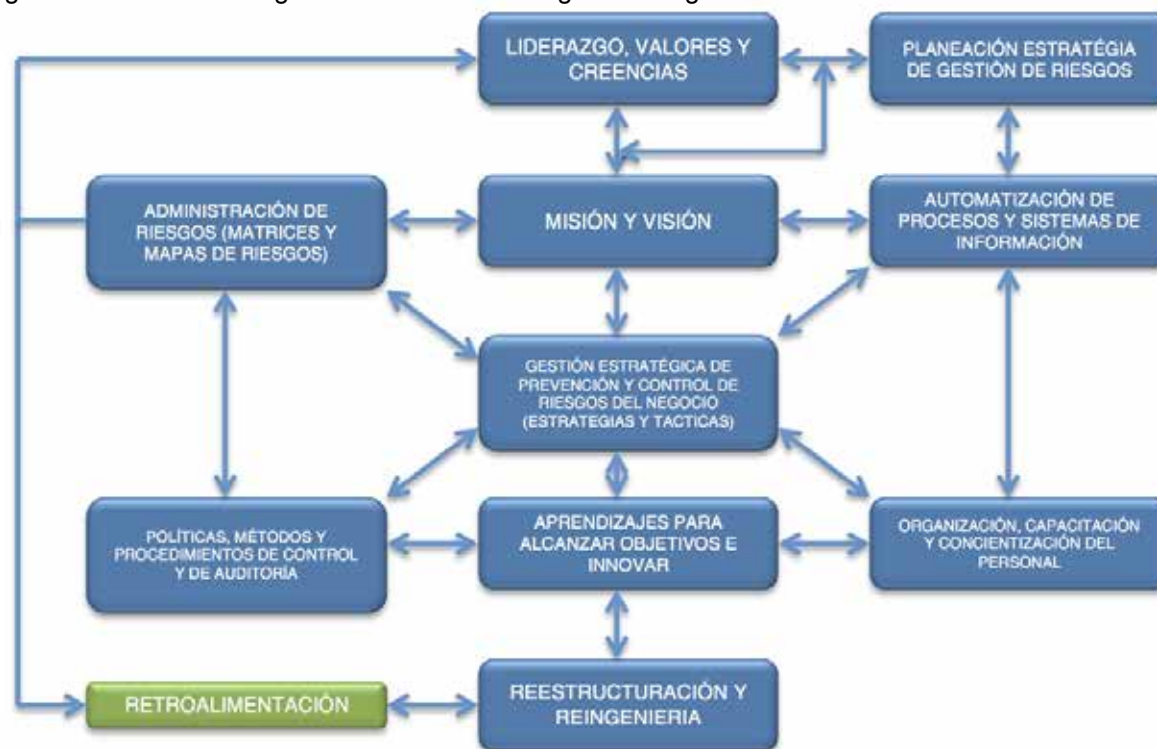 LIDERAZGO, VALORES Y
CREENCIAS
PLANEACIÓN ESTRATÉGIA
DE GESTIÓN DE RIESGOS
ADMINISTRACIÓN DE
RIESGOS (MATRICES Y
MAPAS DE RIESGOS)
MISIÓN Y VISIÓN
AUTOMATIZACIÓN DE
PROCESOS Y SISTEMAS DE
INFORMACIÓN
GESTIÓN ESTRATÉGICA DE
PREVENCIÓN Y CONTROL DE
RIESGOS DEL NEGOCIO
(ESTRATEGIAS Y TACTICAS)
POLÍTICAS, MÉTODOS Y
PROCEDIMIENTOS DE CONTROL
Y DE AUDITORÍA
APRENDIZAJES PARA
ALCANZAR OBJETIVOS E
INNOVAR
ORGANIZACIÓN, CAPACITACIÓN
Y CONCIENTIZACIÓN DEL
PERSONAL
RETROALIMENTACIÓN
REESTRUCTURACIÓN Y
REINGENIERIA